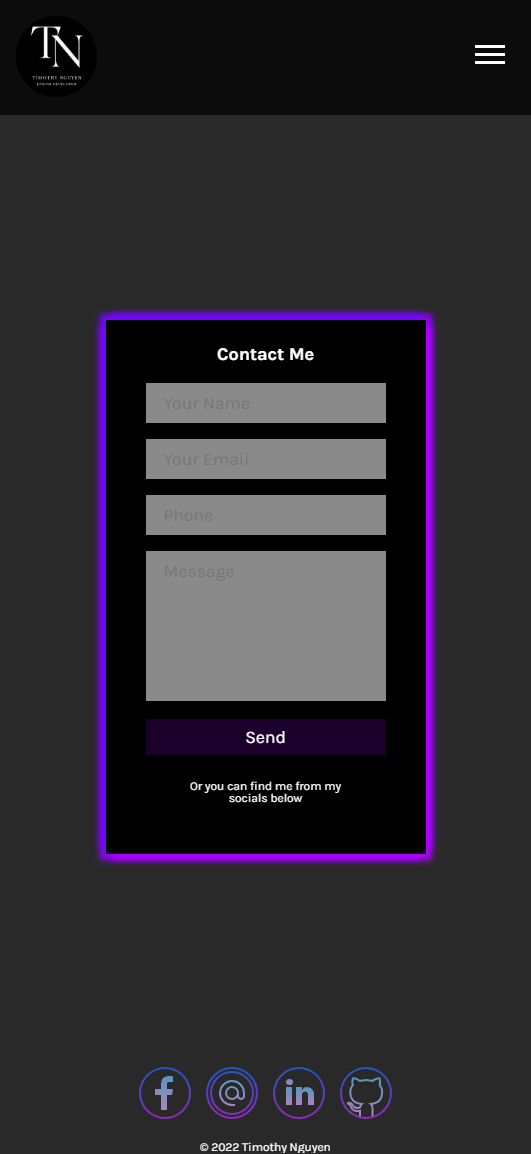 TN
TIMOTHY NGUYEN
JUNIOR DEVELOPER
Contact Me
Your Name
Your Email
Phone
Message
Send
Or you can find me from my
socials below
© 2022 Timothy Nguyen